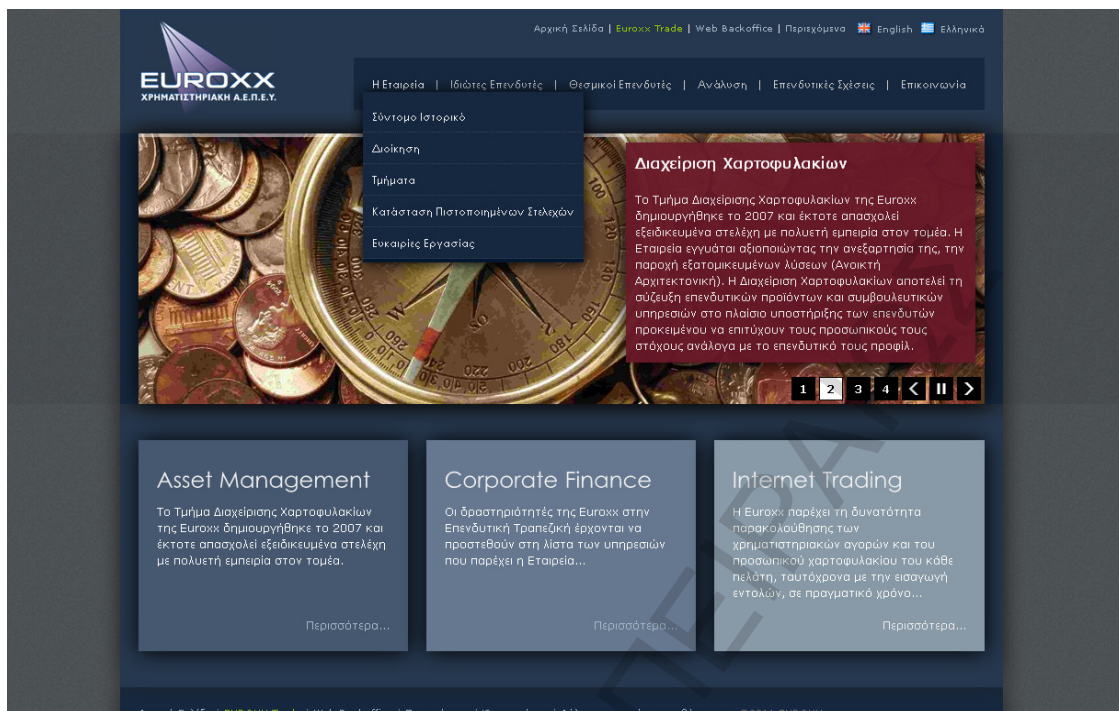 Αρχική Σελίδα | Euroxx Trade | Web Backoffice | Περιεχόμενα English Ελληνικά
EUROXX
ΧΡΗΜΑΤΙΣΤΗΡΙΑΚΗ Α.Ε.Π.Ε.Υ.
Η Εταιρεία | Ιδιώτες Επενδυτές | Θεσμικοί Επενδυτές | Ανάλυση | Επενδυτικές Σχέσεις | Επικοινωνία
Σύντομο Ιστορικό
Διοίκηση
Τμήματα
Κατάσταση Πιστοποιημένων Στελεχών
Ευκαιρίες Εργασίας
Διαχείριση Χαρτοφυλακίων
Το Τμήμα Διαχείρισης Χαρτοφυλακίων της Euroxx
δημιουργήθηκε το 2007 και έκτοτε απασχολεί
εξειδικευμένα στελέχη με πολυετή εμπειρία στον τομέα. Η
Εταιρεία εγγυάται αξιοποιώντας την ανεξαρτησία της, την
παροχή εξατομικευμένων λύσεων (Ανοικτή
Αρχιτεκτονική). Η Διαχείριση Χαρτοφυλακίων αποτελεί τη
σύζευξη επενδυτικών προϊόντων και συμβουλευτικών
υπηρεσιών στο πλαίσιο υποστήριξης των επενδυτών
προκειμένου να επιτύχουν τους προσωπικούς τους
στόχους ανάλογα με το επενδυτικό τους προφίλ.
1 2 3 4
Asset Management
Το Τμήμα Διαχείρισης Χαρτοφυλακίων
της Euroxx δημιουργήθηκε το 2007 και
έκτοτε απασχολεί εξειδικευμένα στελέχη
με πολυετή εμπειρία στον τομέα.
Περισσότερα...
Corporate Finance
Οι δραστηριότητές της Euroxx στην
Επενδυτική Τραπεζική έρχονται να
προστεθούν στη λίστα των υπηρεσιών
που παρέχει η Εταιρεία...
Περισσότερα...
Internet Trading
Η Euroxx παρέχει τη δυνατότητα
παρακολούθησης των
χρηματιστηριακών αγορών και του
προσωπικού χαρτοφυλακίου του κάθε
πελάτη, ταυτόχρονα με την εισαγωγή
εντολών, σε πραγματικό χρόνο...
Περισσότερα...